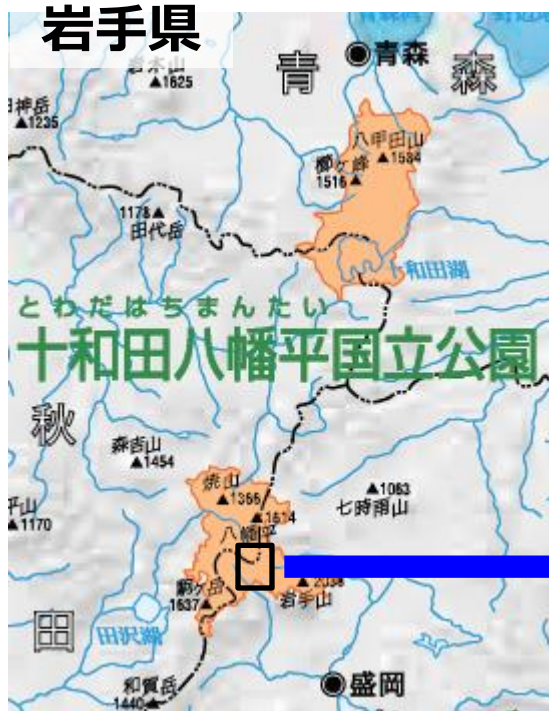 岩手県
青森
青 森
岩木山
▲1625
▲1235
八甲田山
▲1584
櫛ヶ峰
1516▲
1178▲
田代岳
十和田湖
とわだはちまんたい
十和田八幡平国立公園
秋
森吉山
▲1454
焼山
▲1366
▲1614
八幡平
▲1063
七時雨山
▲1170
駒ヶ岳
1637▲
岩手山
田
田沢湖
和賀岳
1440▲
盛岡